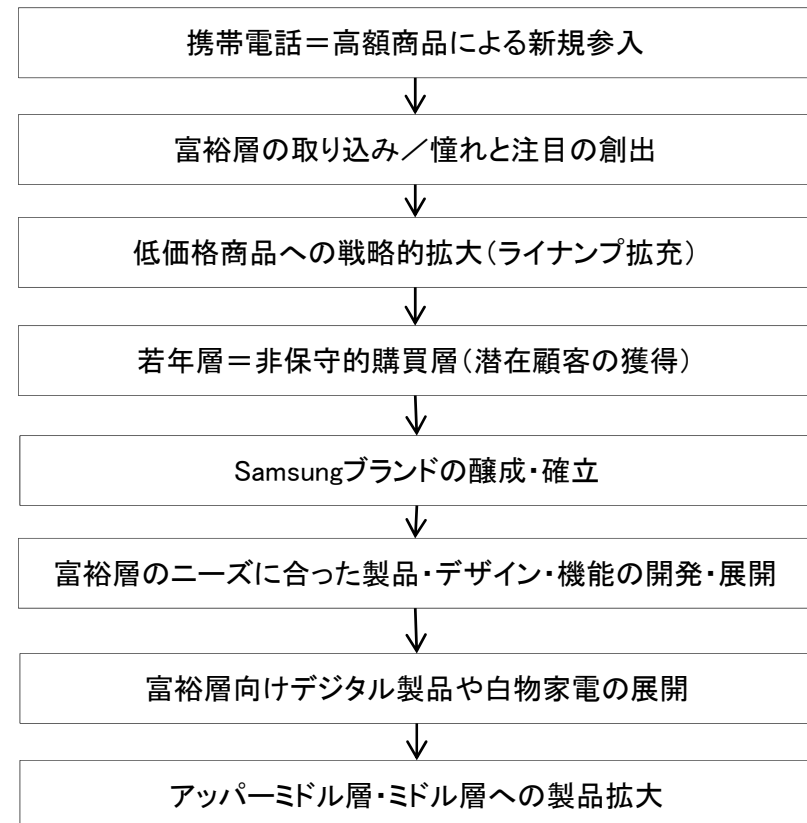 携帯電話＝高額商品による新規参入
富裕層の取り込み／憧れと注目の創出
低価格商品への戦略的拡大（ライナンプ拡充）
若年層＝非保守的購買層（潜在顧客の獲得）
Samsungブランドの醸成・確立
富裕層のニーズに合った製品・デザイン・機能の開発・展開
富裕層向けデジタル製品や白物家電の展開
アッパーミドル層・ミドル層への製品拡大